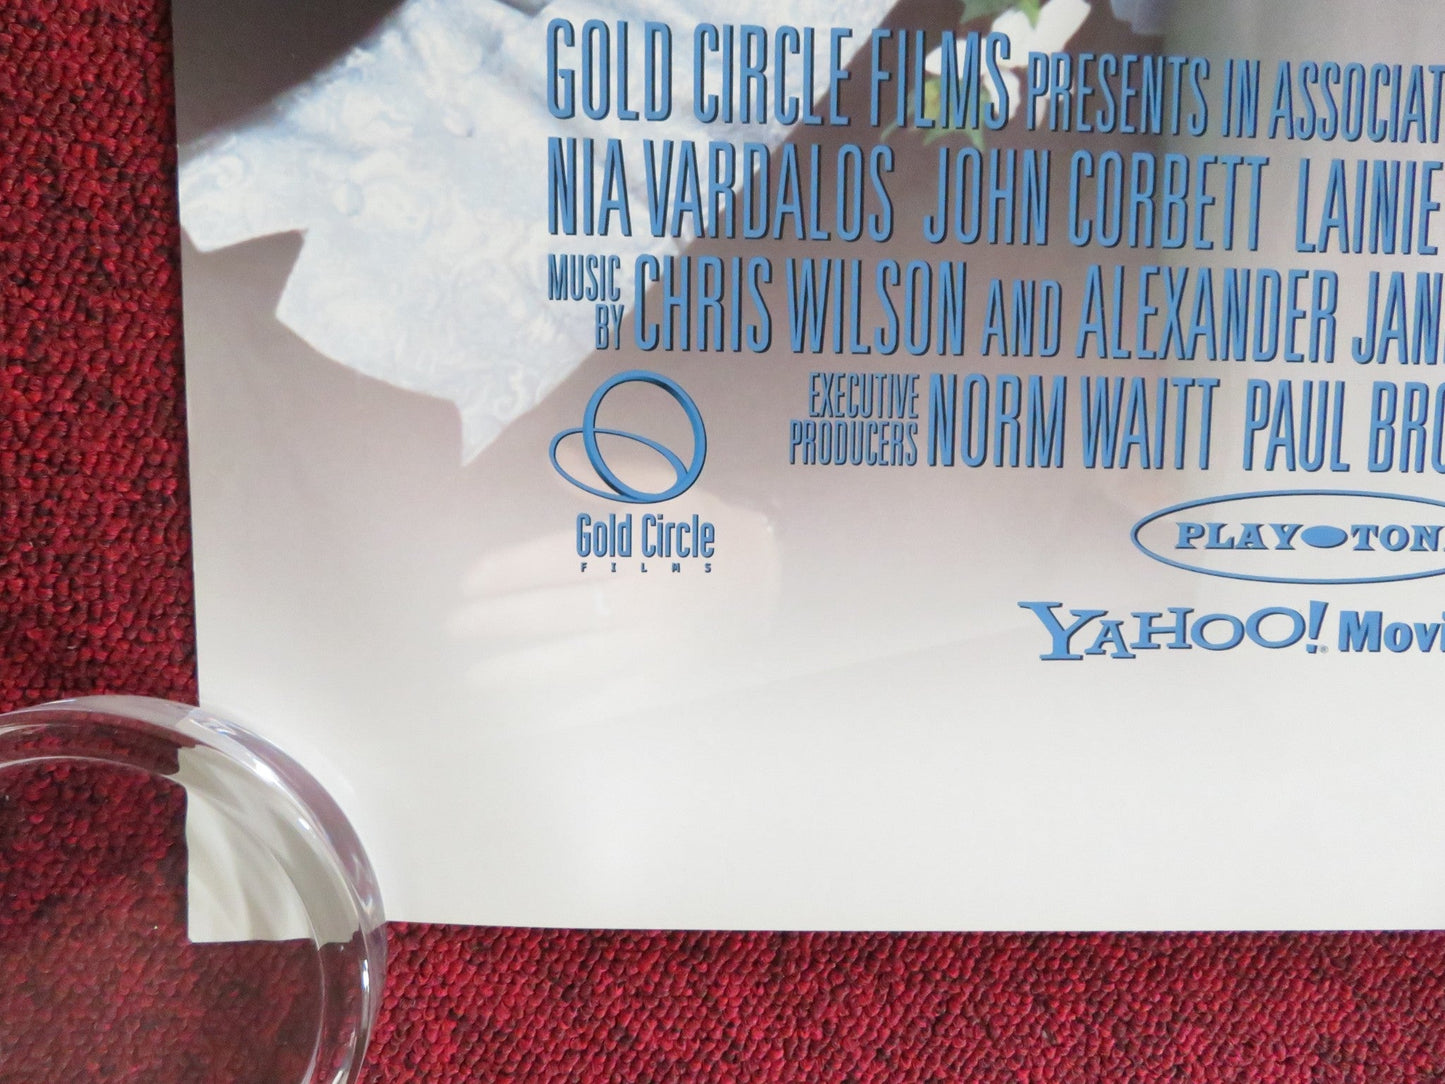 GOLD CIRCLE FILMS PRESENTS IN ASSOCIAT
NIA VARDALOS JOHN CORBETT LAINIE
MUSIC BY CHRIS WILSON AND ALEXANDER JAN
EXECUTIVE PRODUCERS NORM WAITT PAUL BRO
Gold Circle
FILMS
PLAY TON
YAHOO! Movi